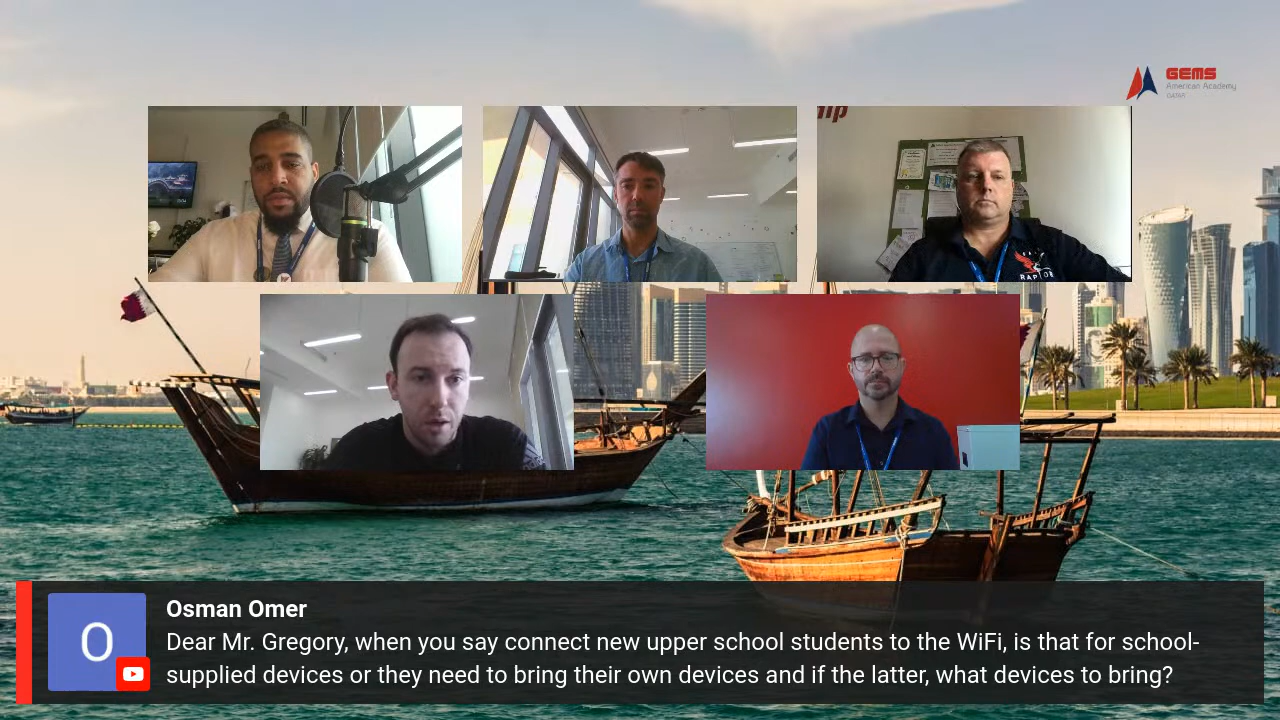 GEMS
American Academy
QATAR
RAPTOR
Osman Omer
Dear Mr. Gregory, when you say connect new upper school students to the WiFi, is that for school-
supplied devices or they need to bring their own devices and if the latter, what devices to bring?
O